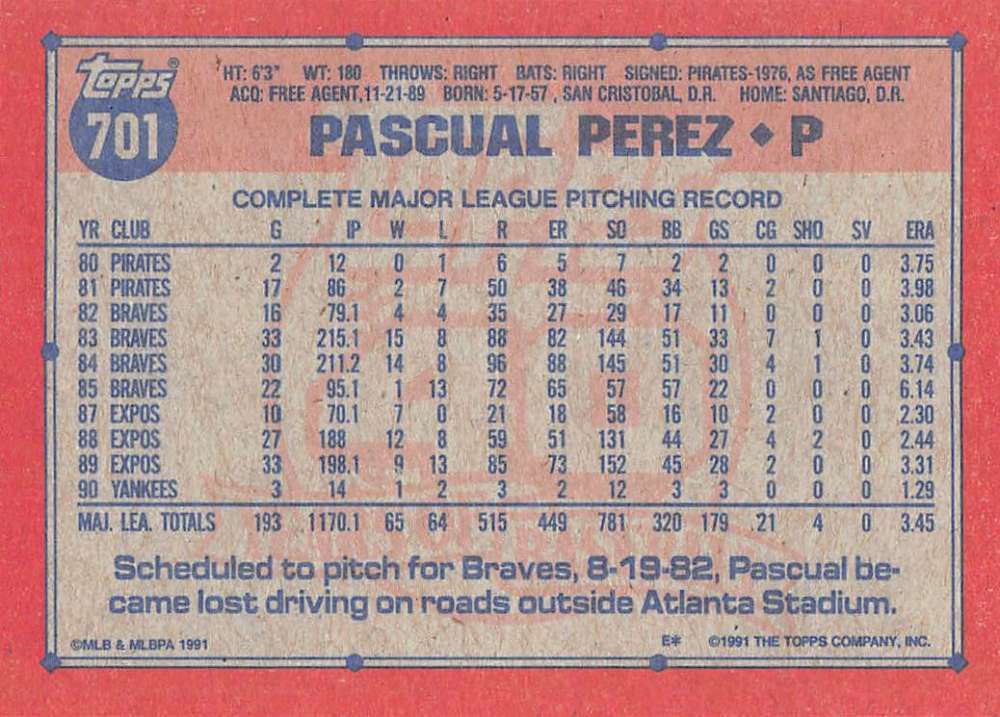 Topps®
701
HT: 6'3" WT: 180 THROWS: RIGHT BATS: RIGHT SIGNED: PIRATES-1976, AS FREE AGENT
ACQ: FREE AGENT,11-21-89 BORN: 5-17-57, SAN CRISTOBAL, D.R. HOME: SANTIAGO, D.R.
PASCUAL PEREZ ◆ P
COMPLETE MAJOR LEAGUE PITCHING RECORD
YR CLUB G IP W L R ER SO BB GS CG SHO SV ERA
80 PIRATES 2 12 0 1 6 5 7 2 2 0 0 0 3.75
81 PIRATES 17 86 2 7 50 38 46 34 13 2 0 0 3.98
82 BRAVES 16 79.1 4 4 35 27 29 17 11 0 0 0 3.06
83 BRAVES 33 215.1 15 8 88 82 144 51 33 7 1 0 3.43
84 BRAVES 30 211.2 14 8 96 88 145 51 30 4 1 0 3.74
85 BRAVES 22 95.1 1 13 72 65 57 57 22 0 0 0 6.14
87 EXPOS 10 70.1 7 0 21 18 58 16 10 2 0 0 2.30
88 EXPOS 27 188 12 8 59 51 131 44 27 4 2 0 2.44
89 EXPOS 33 198.1 9 13 85 73 152 45 28 2 0 0 3.31
90 YANKEES 3 14 1 2 3 2 12 3 3 0 0 0 1.29
MAJ. LEA. TOTALS 193 1170.1 65 64 515 449 781 320 179 21 4 0 3.45
Scheduled to pitch for Braves, 8-19-82, Pascual be-
came lost driving on roads outside Atlanta Stadium.
©MLB & MLBPA 1991 E* ©1991 THE TOPPS COMPANY, INC.